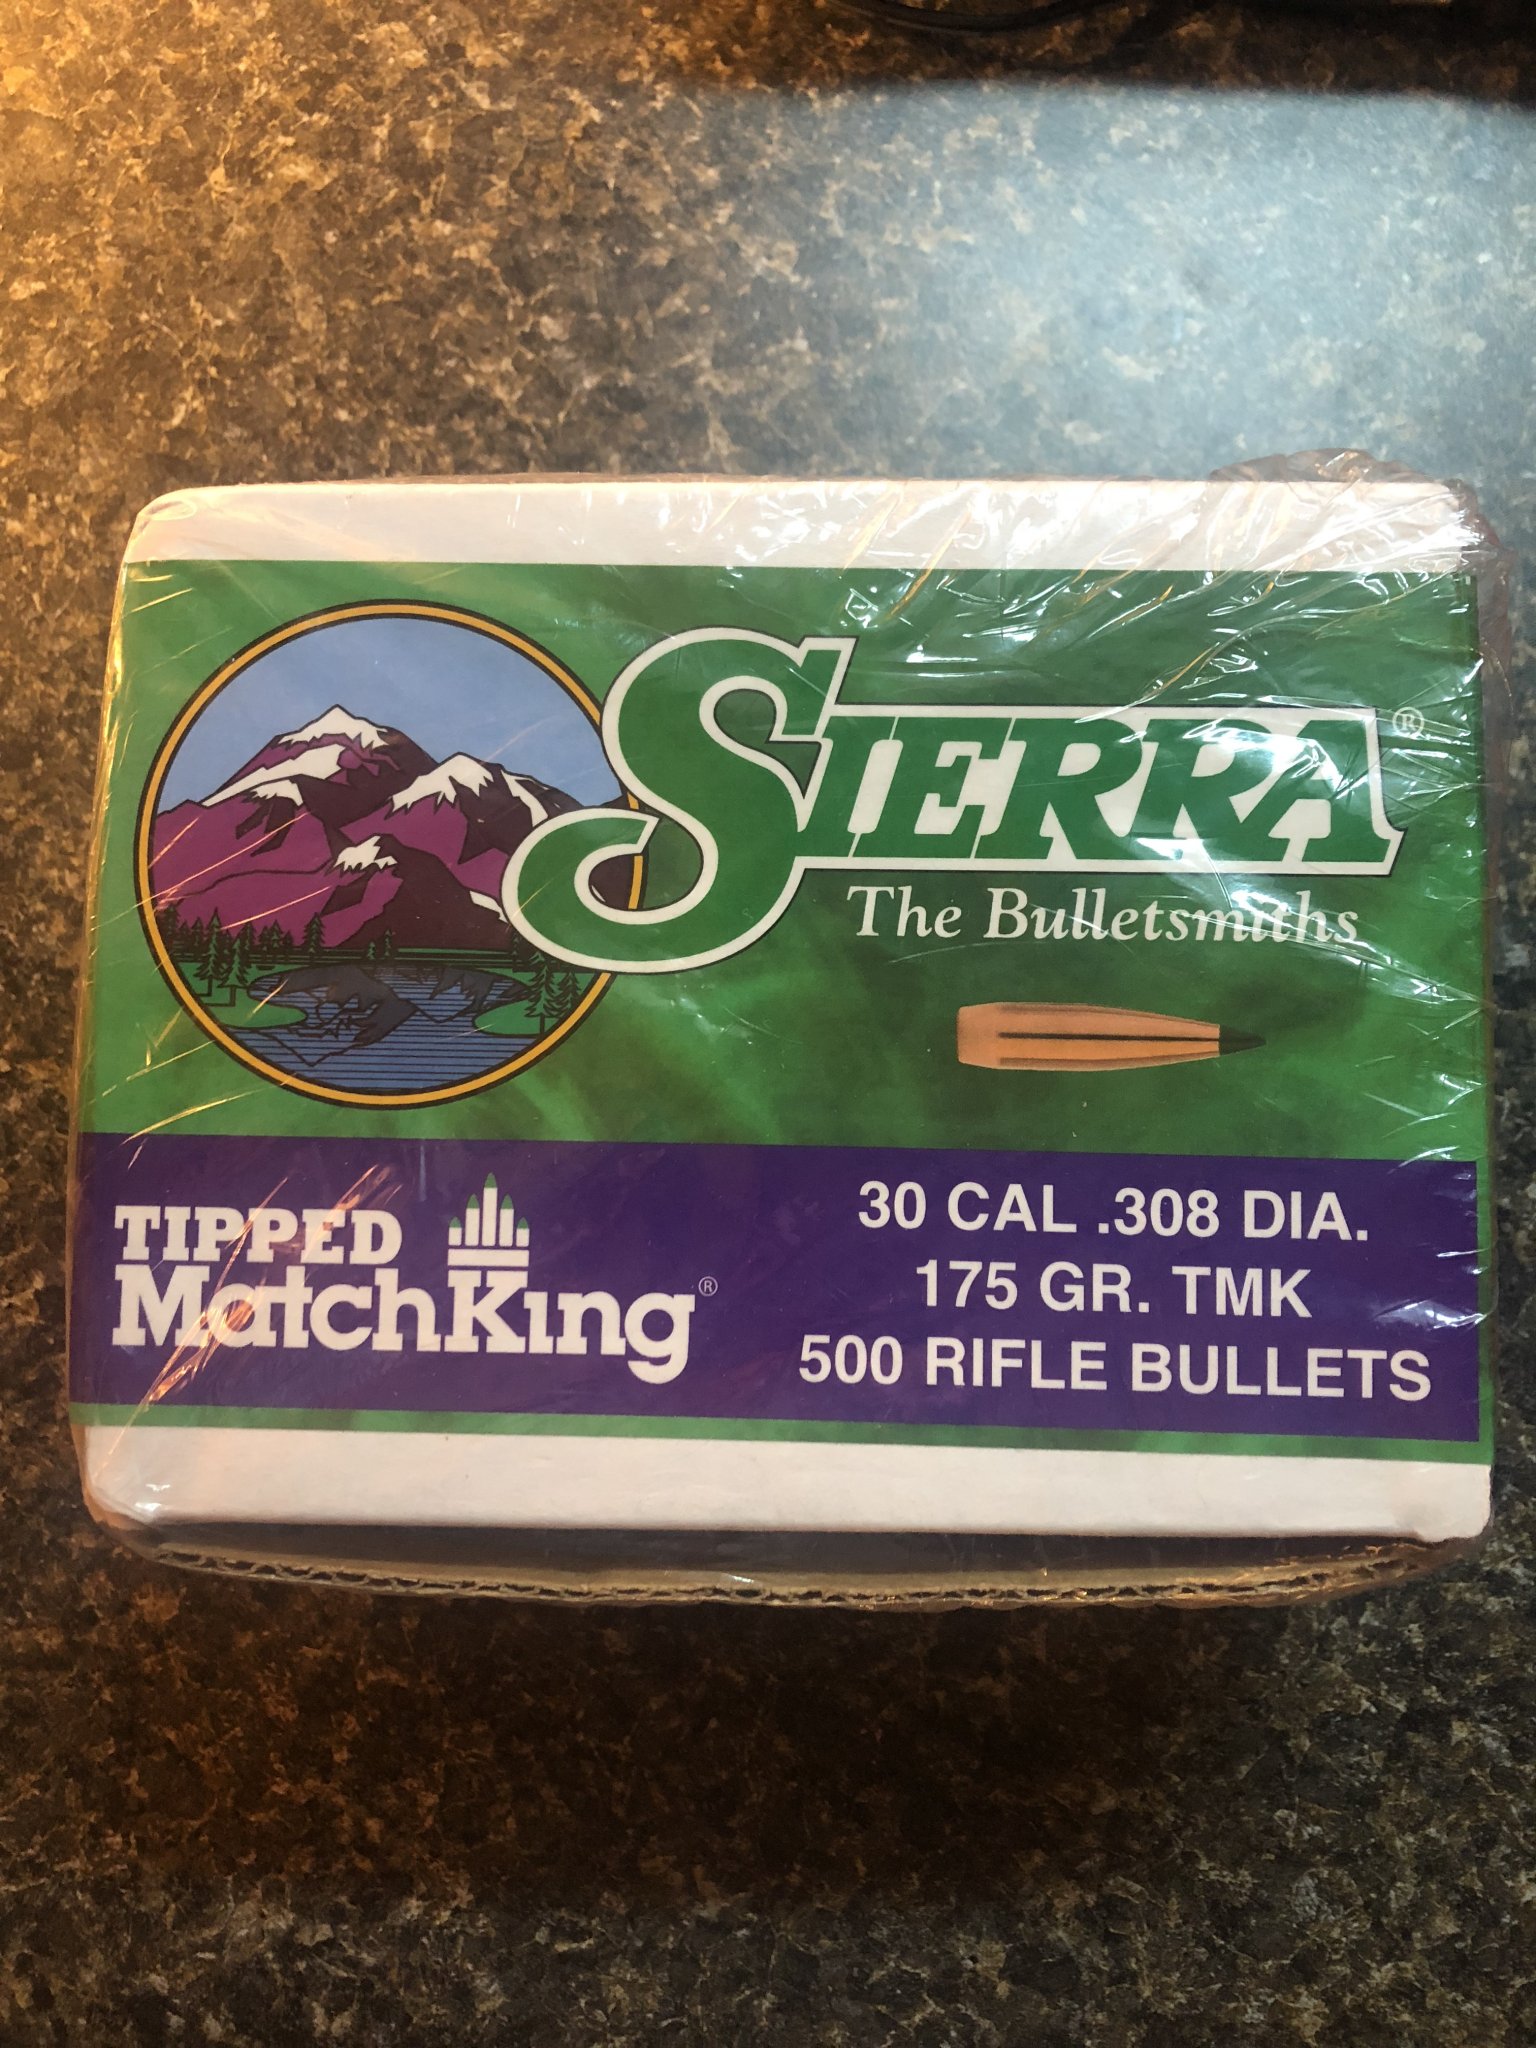 SIERRA®
The Bulletsmiths
TIPPED
MatchKing®
30 CAL .308 DIA.
175 GR. TMK
500 RIFLE BULLETS